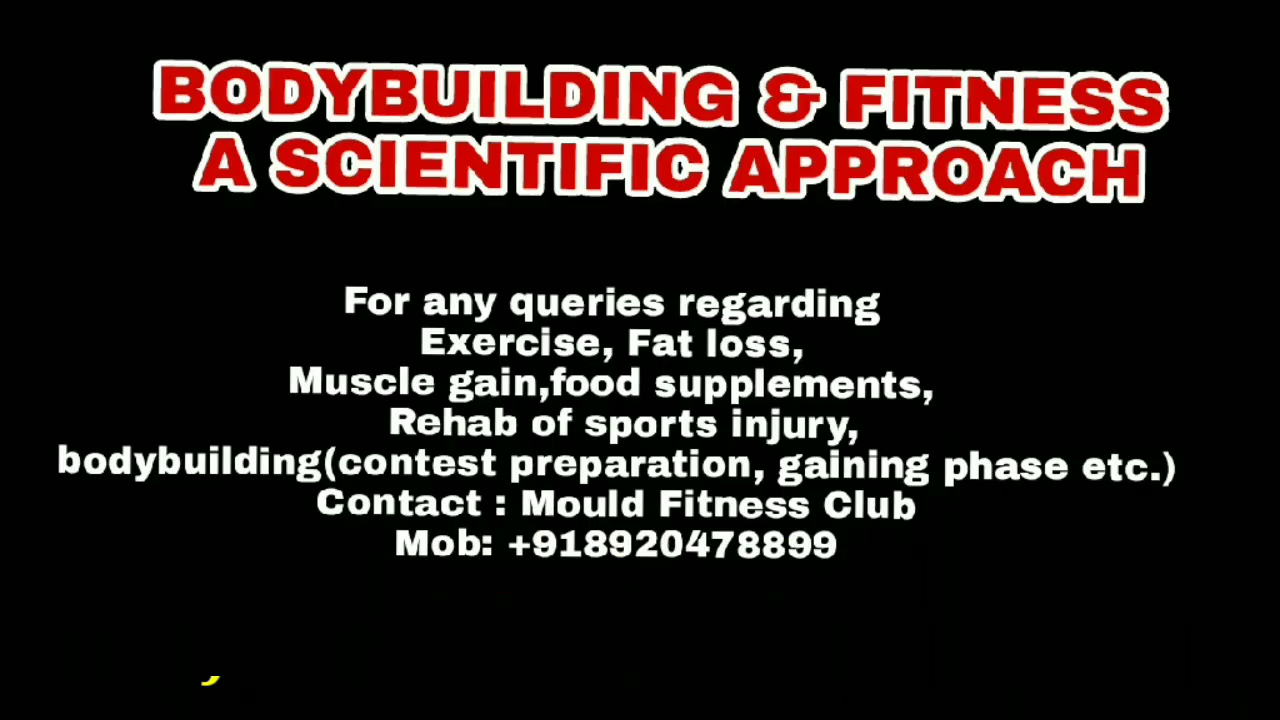 BODYBUILDING & FITNESS
A SCIENTIFIC APPROACH
For any queries regarding
Exercise, Fat loss,
Muscle gain,food supplements,
Rehab of sports injury,
bodybuilding(contest preparation, gaining phase etc.)
Contact : Mould Fitness Club
Mob: +918920478899